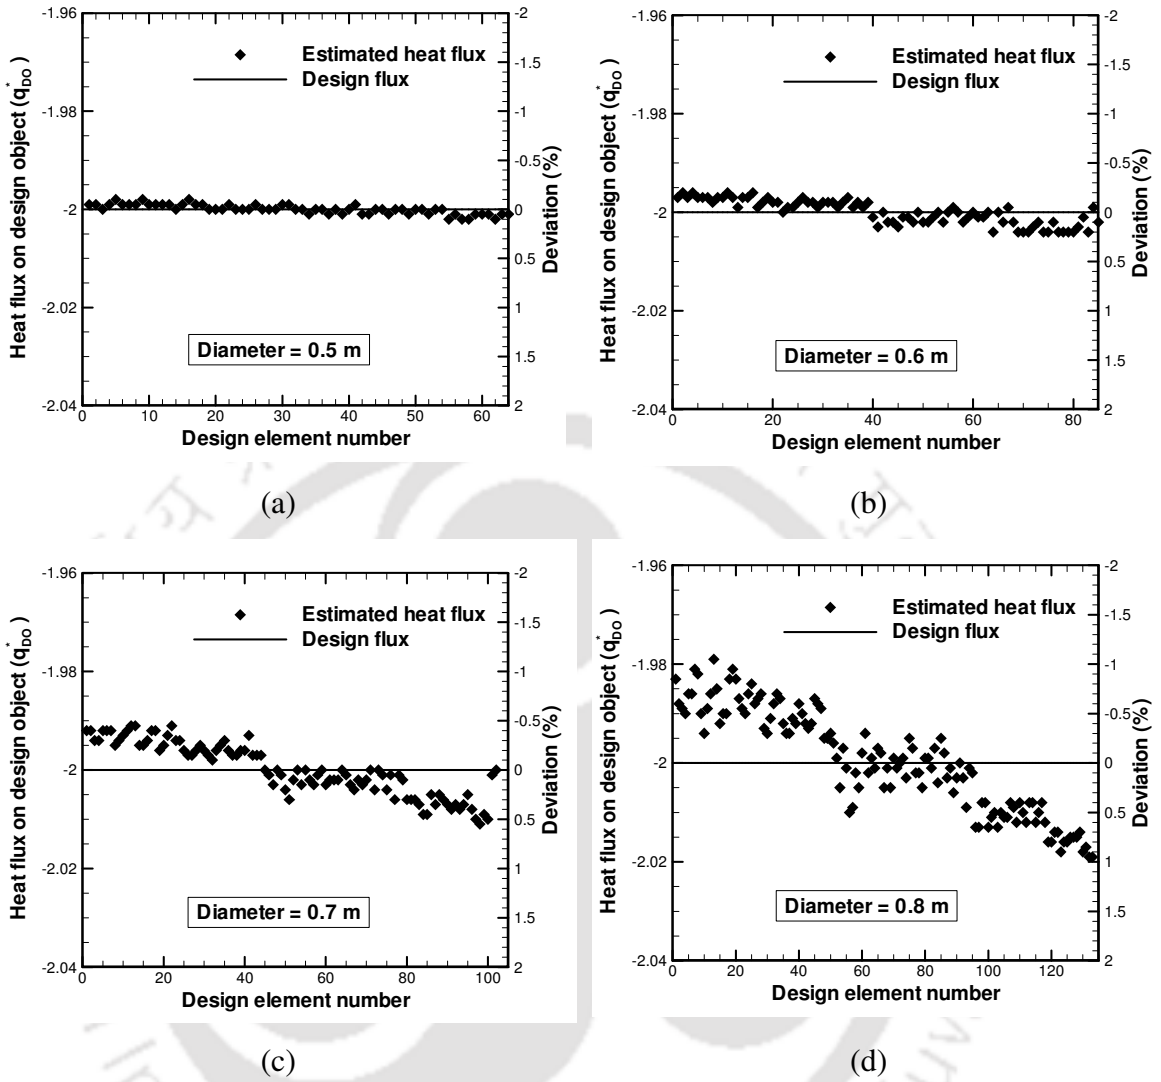 -1.96
-2
Estimated heat flux
-1.5
Design flux
-1.98
-1
-0.5
-2
0
0.5
-2.02
1
Diameter = 0.5 m
1.5
-2.04
2
0 10 20 30 40 50 60
Design element number
Heat flux on design object (q*DO)
Deviation (%)
(a)
-1.96
-2
Estimated heat flux
-1.5
Design flux
-1.98
-1
-0.5
-2
0
0.5
-2.02
1
Diameter = 0.6 m
1.5
-2.04
2
0 20 40 60 80
Design element number
Heat flux on design object (q*DO)
Deviation (%)
(b)
-1.96
-2
Estimated heat flux
-1.5
Design flux
-1.98
-1
-0.5
-2
0
0.5
-2.02
1
Diameter = 0.7 m
1.5
-2.04
2
0 20 40 60 80 100
Design element number
Heat flux on design object (q*DO)
Deviation (%)
(c)
-1.96
-2
Estimated heat flux
-1.5
Design flux
-1.98
-1
-0.5
-2
0
0.5
-2.02
1
Diameter = 0.8 m
1.5
-2.04
2
0 20 40 60 80 100 120
Design element number
Heat flux on design object (q*DO)
Deviation (%)
(d)